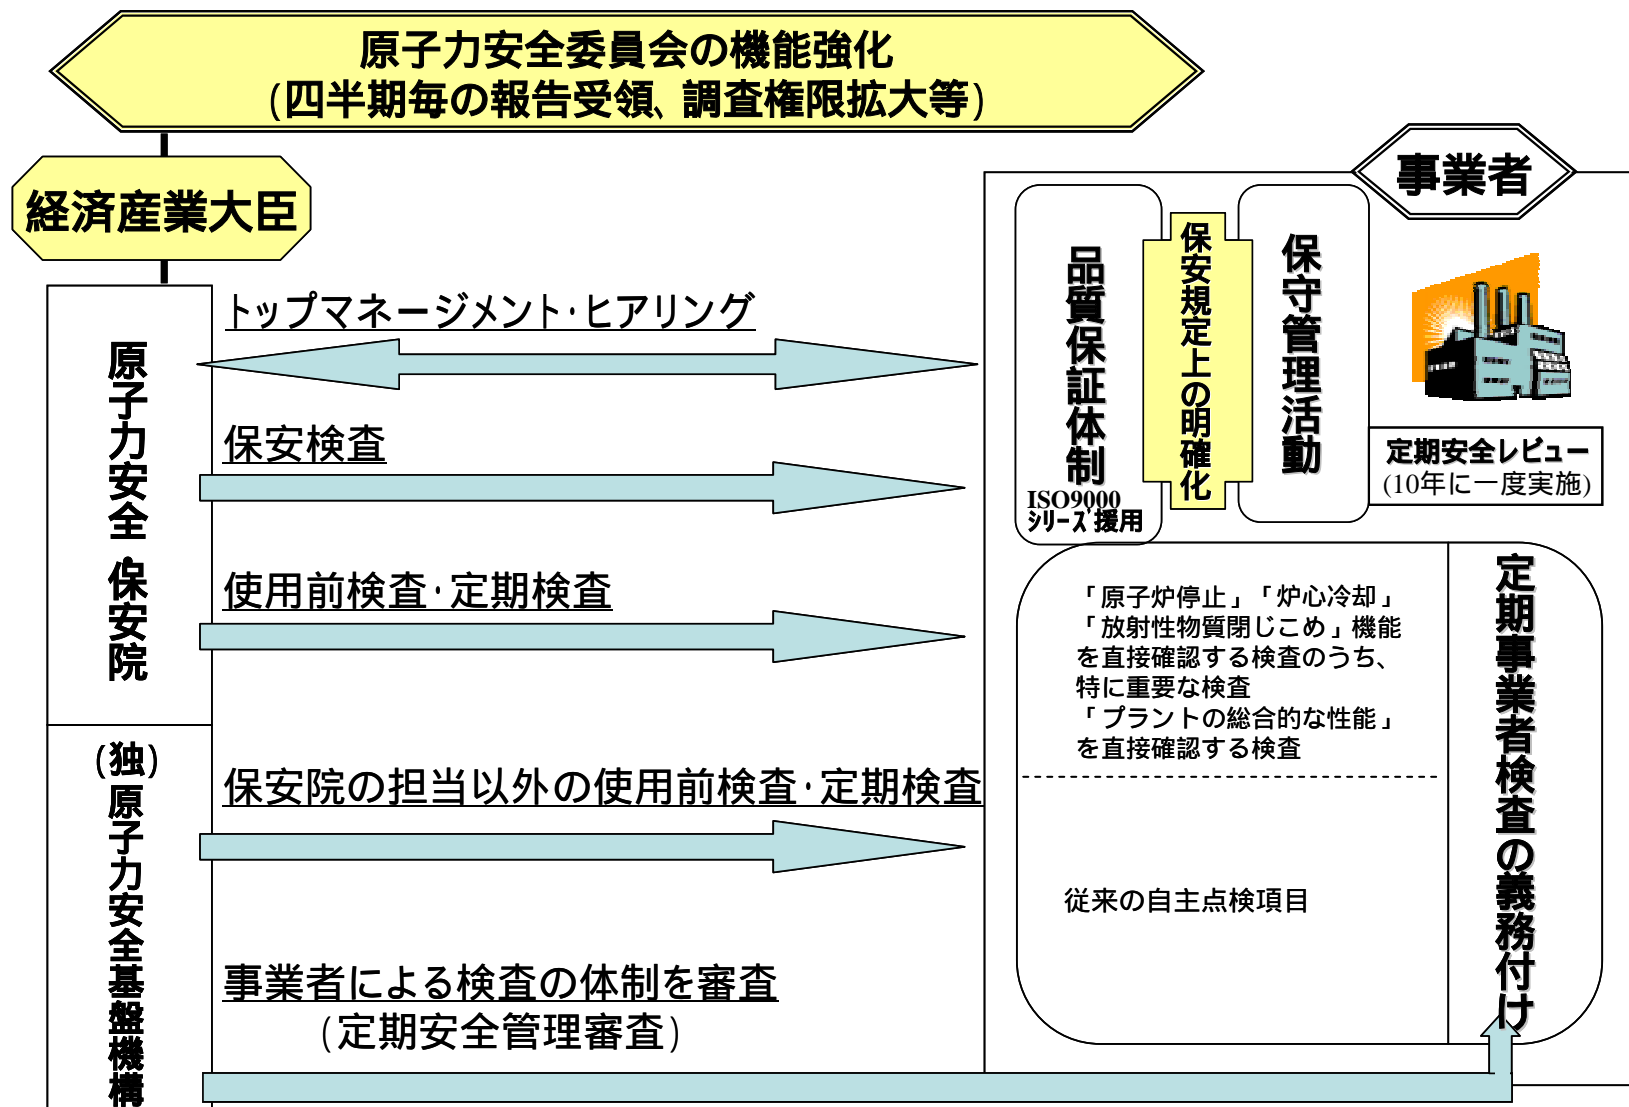 原子力安全委員会の機能強化
(四半期毎の報告受領、調査権限拡大等)
経済産業大臣
事業者
原子力安全・保安院
(独)
原子力安全基盤機構
トップマネージメント・ヒアリング
保安検査
使用前検査・定期検査
保安院の担当以外の使用前検査・定期検査
事業者による検査の体制を審査
(定期安全管理審査)
品質保証体制
ISO9000
シリーズ援用
保安規定上の明確化
保守管理活動
定期安全レビュー
(10年に一度実施)
「原子炉停止」「炉心冷却」
「放射性物質閉じこめ」機能
を直接確認する検査のうち、
特に重要な検査
「プラントの総合的な性能」
を直接確認する検査
従来の自主点検項目
定期事業者検査の義務付け